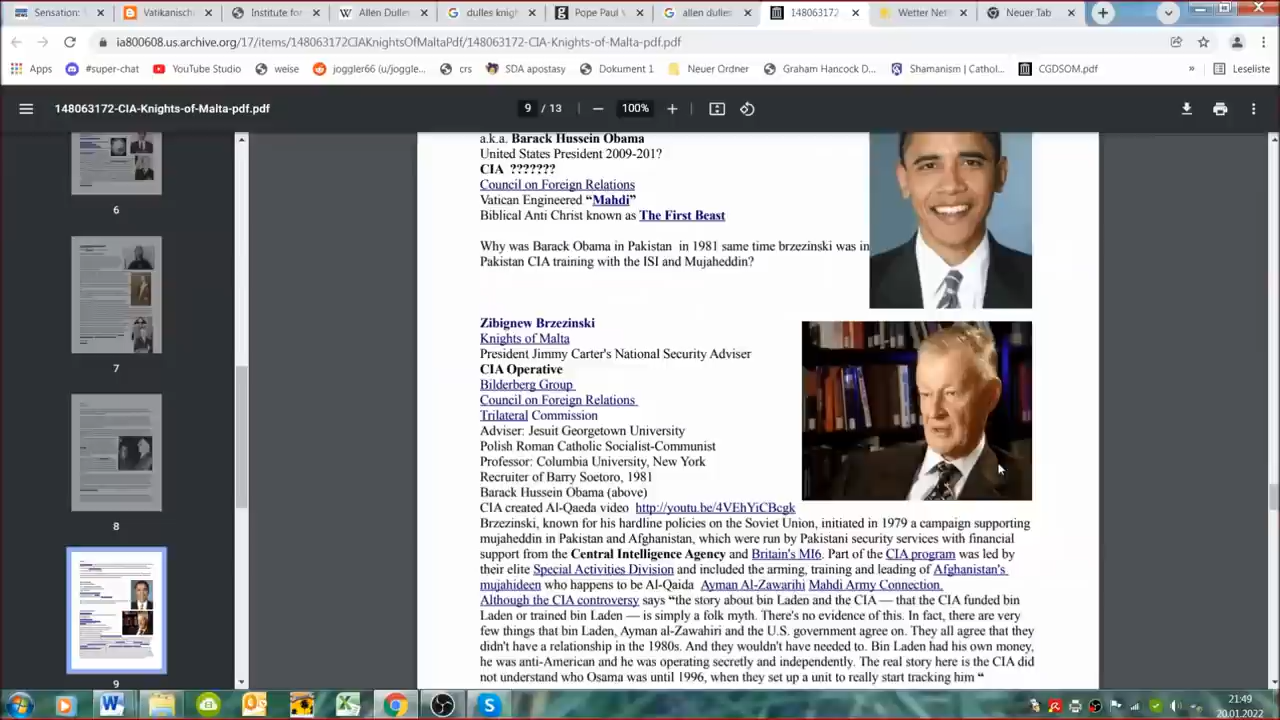 Sensation:
Vatikanisch
Institute for
Allen Dulles
dulles knigh
Pope Paul V
allen dulles
148063172
Wetter Net
Neuer Tab
ia800608.us.archive.org/17/items/148063172CIAKnightsOfMaltaPdf/148063172-CIA-Knights-of-Malta-pdf.pdf
Apps
#super-chat
YouTube Studio
weise
joggler66 (u/joggle...
crs
SDA apostasy
Dokument 1
Neuer Ordner
Graham Hancock D...
Shamanism | Cathol...
CGDSOM.pdf
»
Leseliste
148063172-CIA-Knights-of-Malta-pdf.pdf
9 / 13
100%
6
7
8
9
a.k.a. Barack Hussein Obama
United States President 2009-201?
CIA ???????
Council on Foreign Relations
Vatican Engineered “Mahdi”
Biblical Anti Christ known as The First Beast
Why was Barack Obama in Pakistan in 1981 same time brzezinski was in
Pakistan CIA training with the ISI and Mujaheddin?
Zibignew Brzezinski
Knights of Malta
President Jimmy Carter's National Security Adviser
CIA Operative
Bilderberg Group
Council on Foreign Relations
Trilateral Commission
Adviser: Jesuit Georgetown University
Polish Roman Catholic Socialist-Communist
Professor: Columbia University, New York
Recruiter of Barry Soetoro, 1981
Barack Hussein Obama (above)
CIA created Al-Qaeda video http://youtu.be/4VEhYiCBcgk
Brzezinski, known for his hardline policies on the Soviet Union, initiated in 1979 a campaign supporting
mujaheddin in Pakistan and Afghanistan, which were run by Pakistani security services with financial
support from the Central Intelligence Agency and Britain's MI6. Part of the CIA program was led by
their elite Special Activities Division and included the arming, training and leading of Afghanistan's
mujahideen who happens to be Al-Qaida Ayman Al-Zawarihi Mahdi Army Connection.
Although the CIA controversy says “the story about bin Laden and the CIA — that the CIA funded bin
Laden or trained bin Laden — is simply a folk myth. There's no evidence of this. In fact, there are very
few things that bin Laden, Ayman al-Zawahiri and the U.S. government agree on. They all agree that they
didn't have a relationship in the 1980s. And they wouldn't have needed to. Bin Laden had his own money,
he was anti-American and he was operating secretly and independently. The real story here is the CIA did
not understand who Osama was until 1996, when they set up a unit to really start tracking him “
21:49
20.01.2022